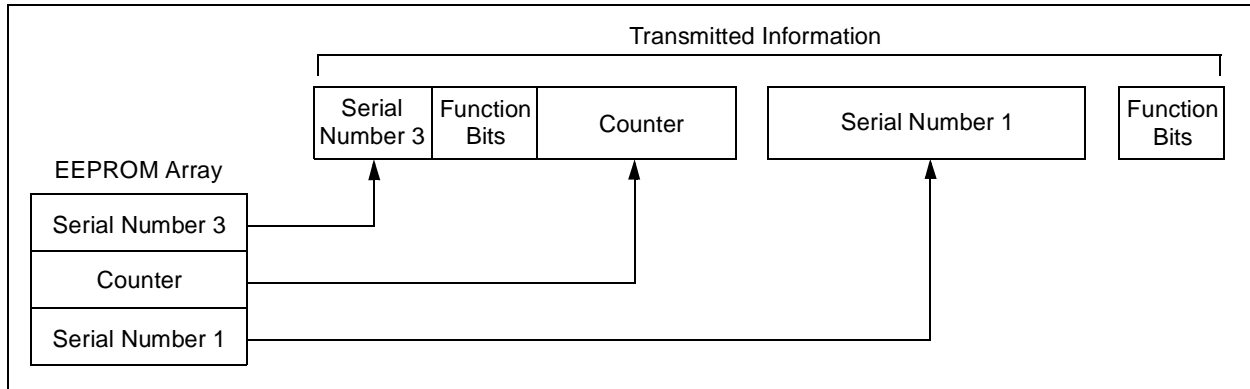 Transmitted Information
Serial
Number 3
Function
Bits
Counter
Serial Number 1
Function
Bits
EEPROM Array
Serial Number 3
Counter
Serial Number 1